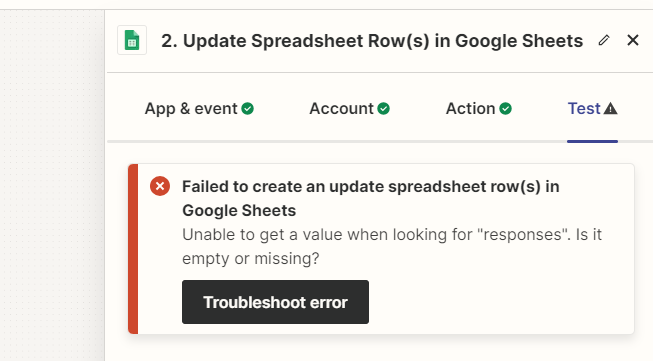 2. Update Spreadsheet Row(s) in Google Sheets
App & event
Account
Action
Test
Failed to create an update spreadsheet row(s) in
Google Sheets
Unable to get a value when looking for "responses". Is it
empty or missing?
Troubleshoot error